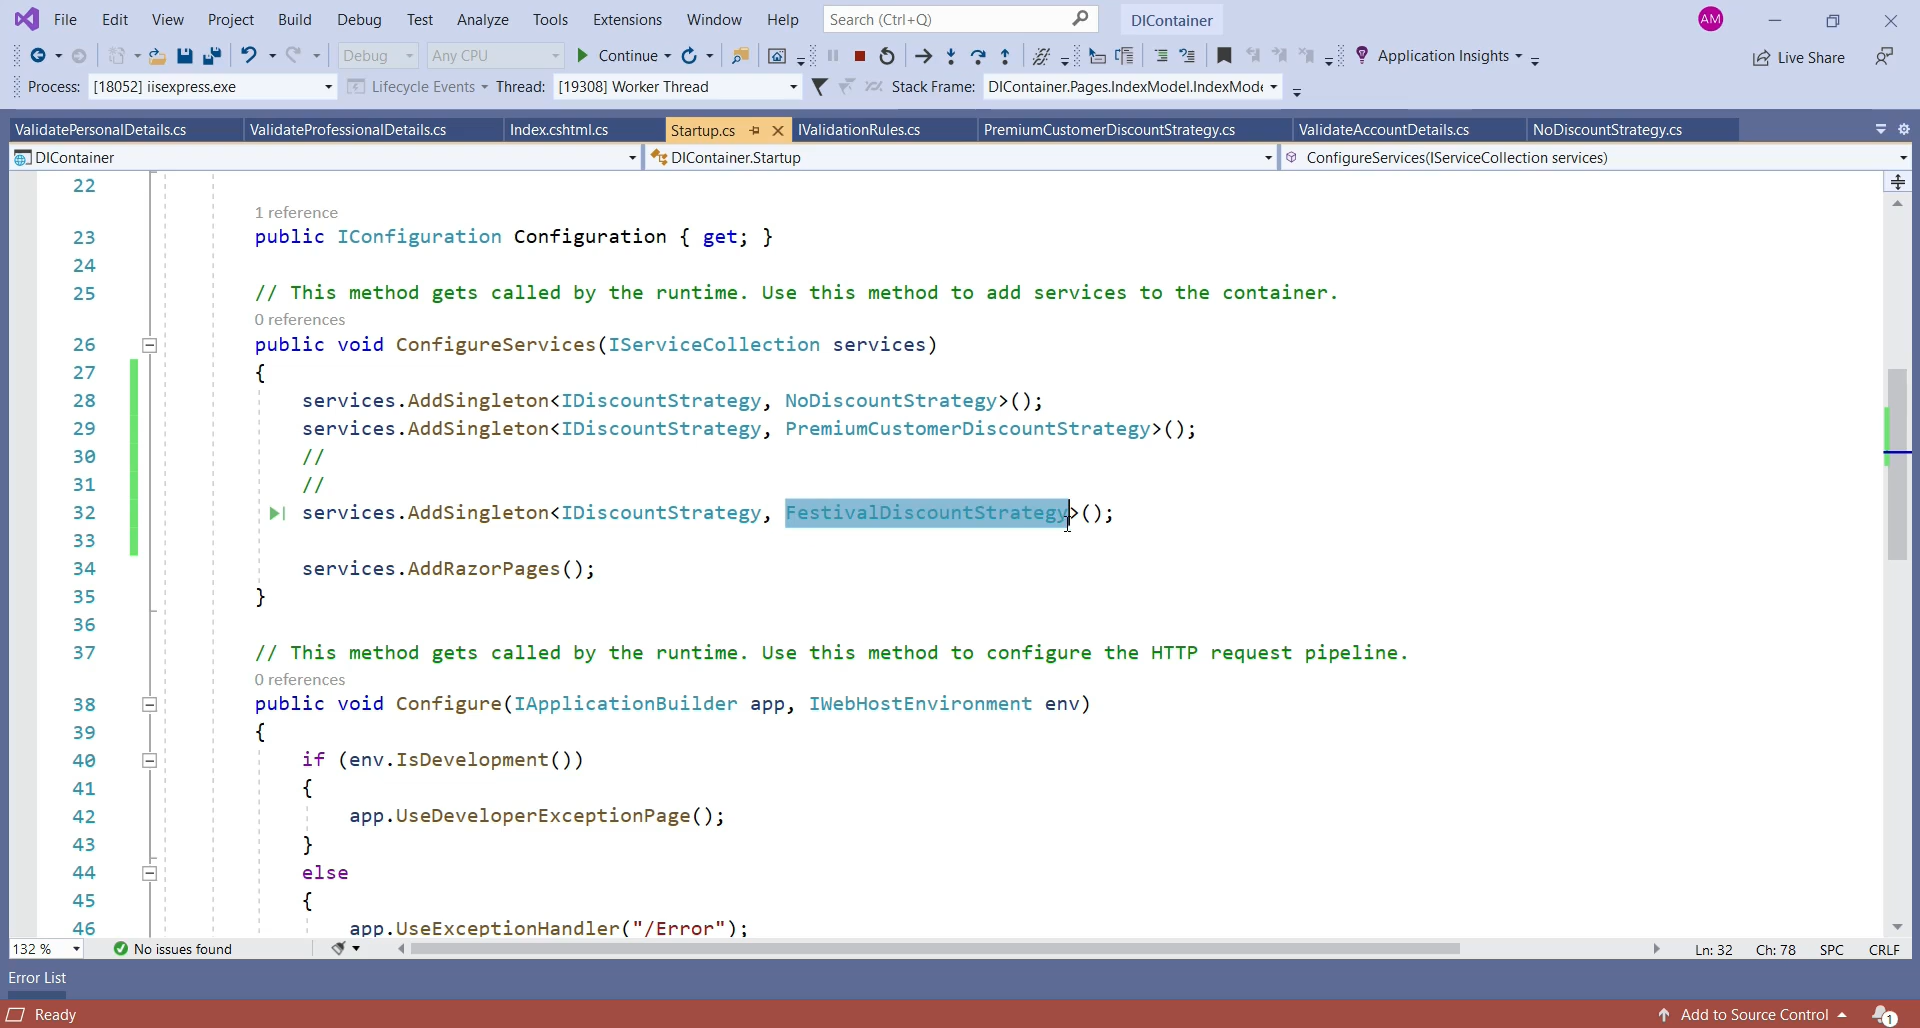 File Edit View Project Build Debug Test Analyze Tools Extensions Window Help Search (Ctrl+Q) DIContainer AM
Debug Any CPU Continue Application Insights Live Share
Process: [18052] iisexpress.exe Lifecycle Events Thread: [19308] Worker Thread Stack Frame: DIContainer.Pages.IndexModel.IndexMode
ValidatePersonalDetails.cs ValidateProfessionalDetails.cs Index.cshtml.cs Startup.cs IValidationRules.cs PremiumCustomerDiscountStrategy.cs ValidateAccountDetails.cs NoDiscountStrategy.cs
DIContainer DIContainer.Startup ConfigureServices(IServiceCollection services)
22
1 reference
23 public IConfiguration Configuration { get; }
24
25 // This method gets called by the runtime. Use this method to add services to the container.
0 references
26 public void ConfigureServices(IServiceCollection services)
27 {
28 services.AddSingleton<IDiscountStrategy, NoDiscountStrategy>();
29 services.AddSingleton<IDiscountStrategy, PremiumCustomerDiscountStrategy>();
30 //
31 //
32 services.AddSingleton<IDiscountStrategy, FestivalDiscountStrategy>();
33
34 services.AddRazorPages();
35 }
36
37 // This method gets called by the runtime. Use this method to configure the HTTP request pipeline.
0 references
38 public void Configure(IApplicationBuilder app, IWebHostEnvironment env)
39 {
40 if (env.IsDevelopment())
41 {
42 app.UseDeveloperExceptionPage();
43 }
44 else
45 {
46 app.UseExceptionHandler("/Error");
132 % No issues found Ln: 32 Ch: 78 SPC CRLF
Error List
Ready Add to Source Control 1